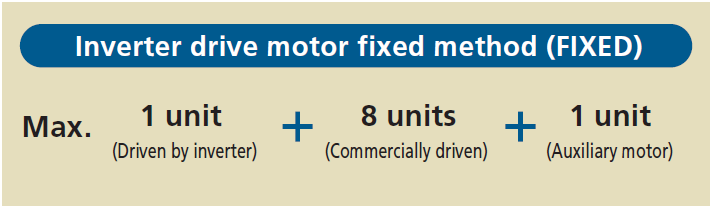 Inverter drive motor fixed method (FIXED)
Max. 1 unit + 8 units + 1 unit
(Driven by inverter) (Commercially driven) (Auxiliary motor)